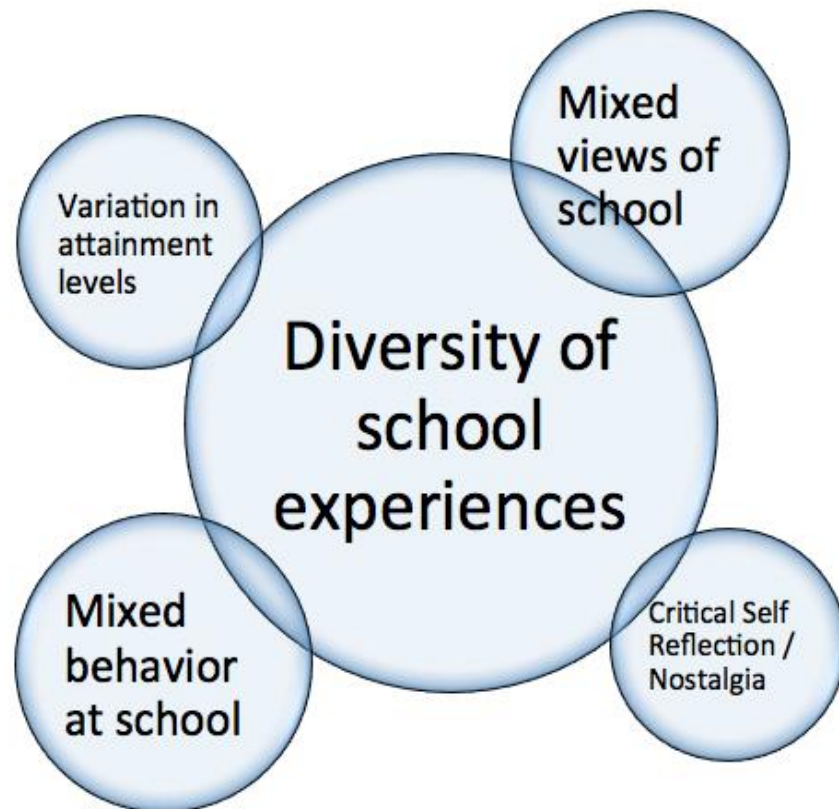 Mixed
views of
school
Variation in
attainment
levels
Diversity of
school
experiences
Mixed
behavior
at school
Critical Self
Reflection /
Nostalgia